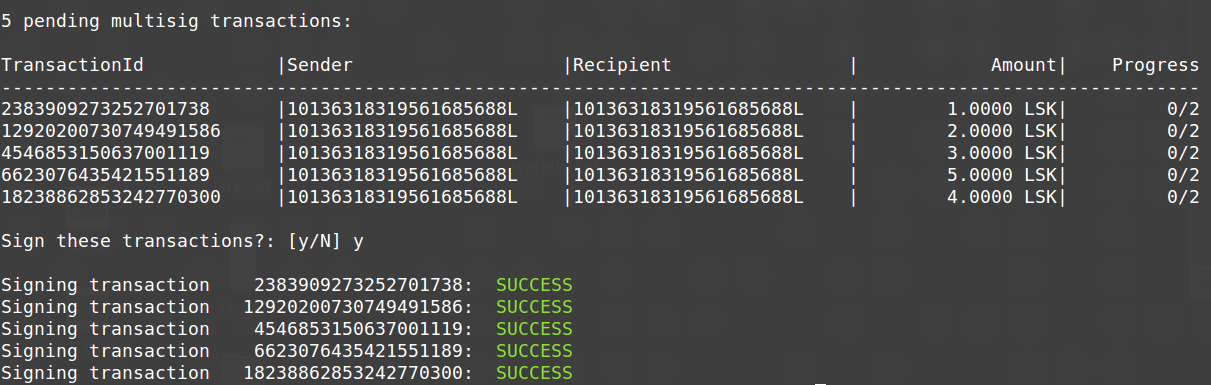 5 pending multisig transactions:
TransactionId |Sender |Recipient | Amount| Progress
-------------------------------------------------------------------------------------------------------------
2383909273252701738 |10136318319561685688L |10136318319561685688L | 1.0000 LSK| 0/2
12920200730749491586 |10136318319561685688L |10136318319561685688L | 2.0000 LSK| 0/2
4546853150637001119 |10136318319561685688L |10136318319561685688L | 3.0000 LSK| 0/2
6623076435421551189 |10136318319561685688L |10136318319561685688L | 5.0000 LSK| 0/2
18238862853242770300 |10136318319561685688L |10136318319561685688L | 4.0000 LSK| 0/2
Sign these transactions?: [y/N] y
Signing transaction 2383909273252701738: SUCCESS
Signing transaction 12920200730749491586: SUCCESS
Signing transaction 4546853150637001119: SUCCESS
Signing transaction 6623076435421551189: SUCCESS
Signing transaction 18238862853242770300: SUCCESS